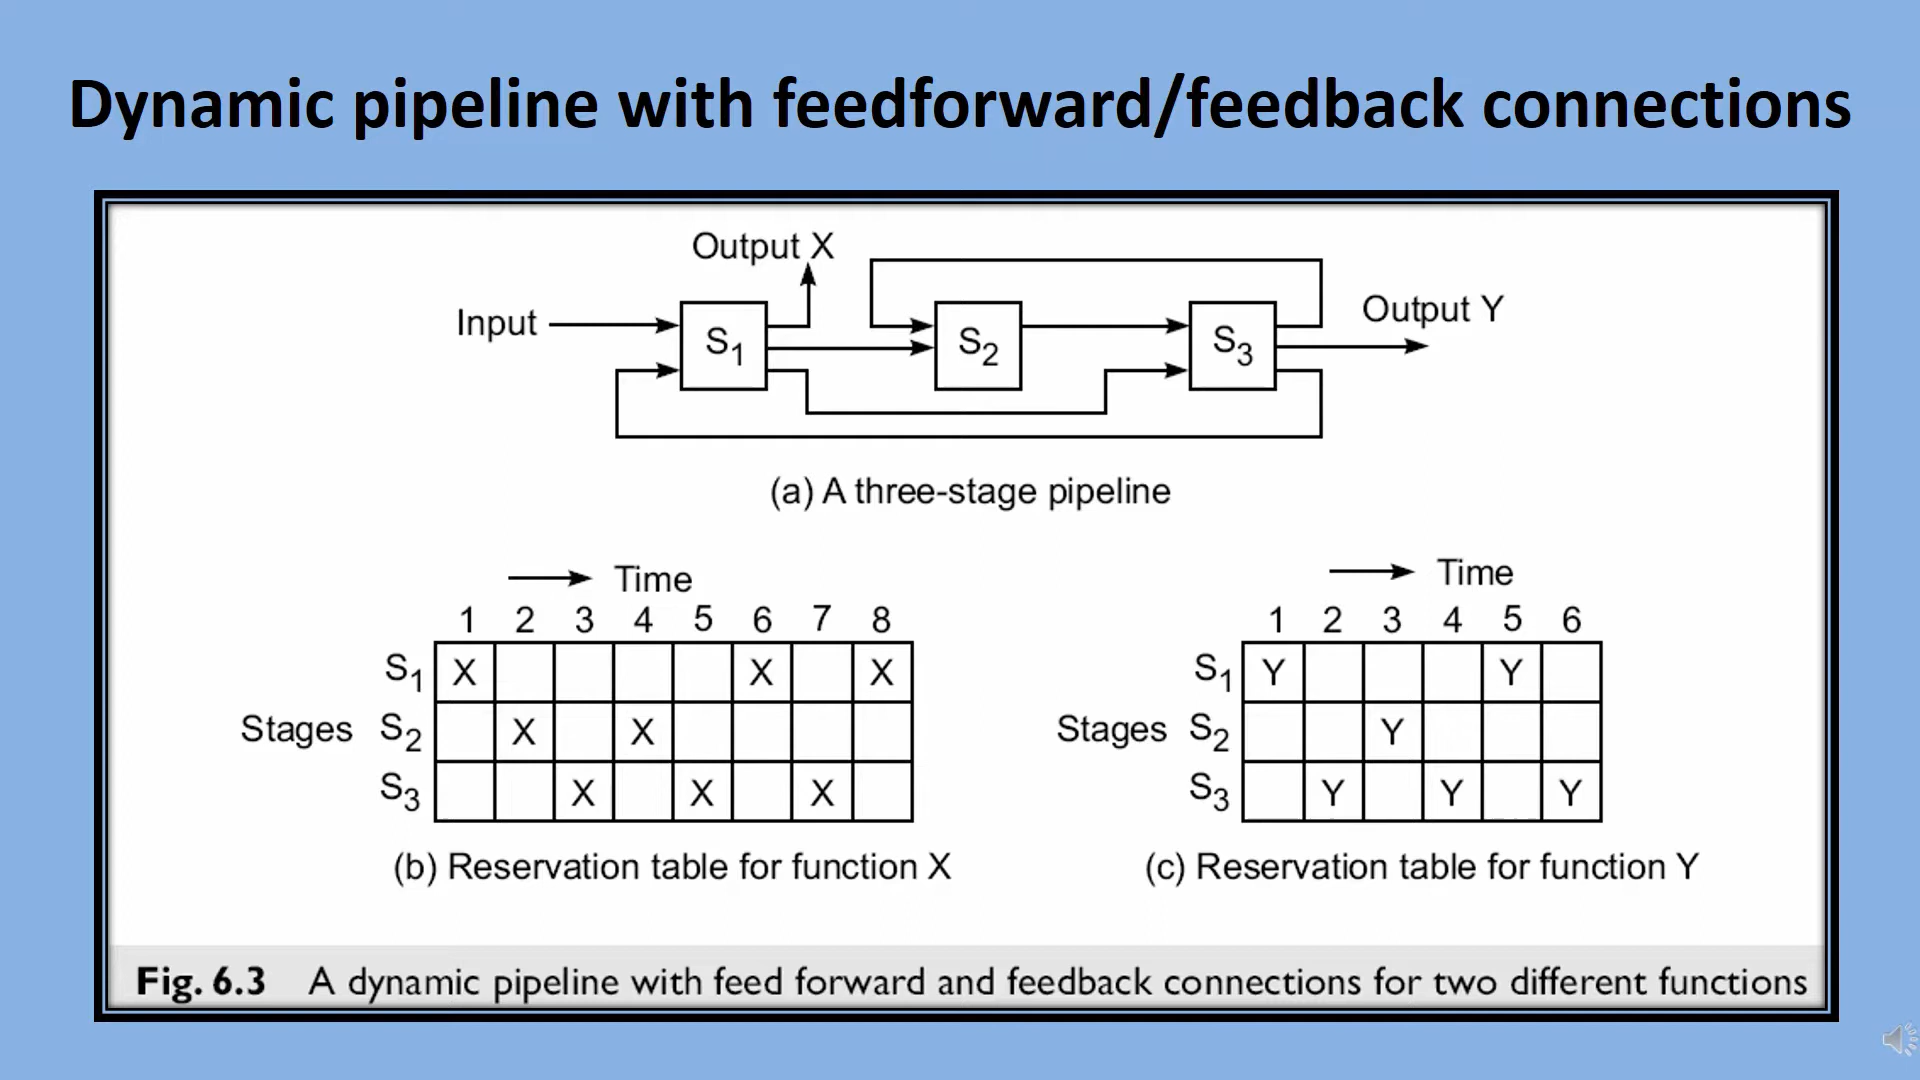 Dynamic pipeline with feedforward/feedback connections
Output X
Input
S1
S2
S3
Output Y
(a) A three-stage pipeline
Time
1 2 3 4 5 6 7 8
S1 X X X
Stages S2 X X
S3 X X X
(b) Reservation table for function X
Time
1 2 3 4 5 6
S1 Y Y
Stages S2 Y
S3 Y Y Y
(c) Reservation table for function Y
Fig. 6.3 A dynamic pipeline with feed forward and feedback connections for two different functions